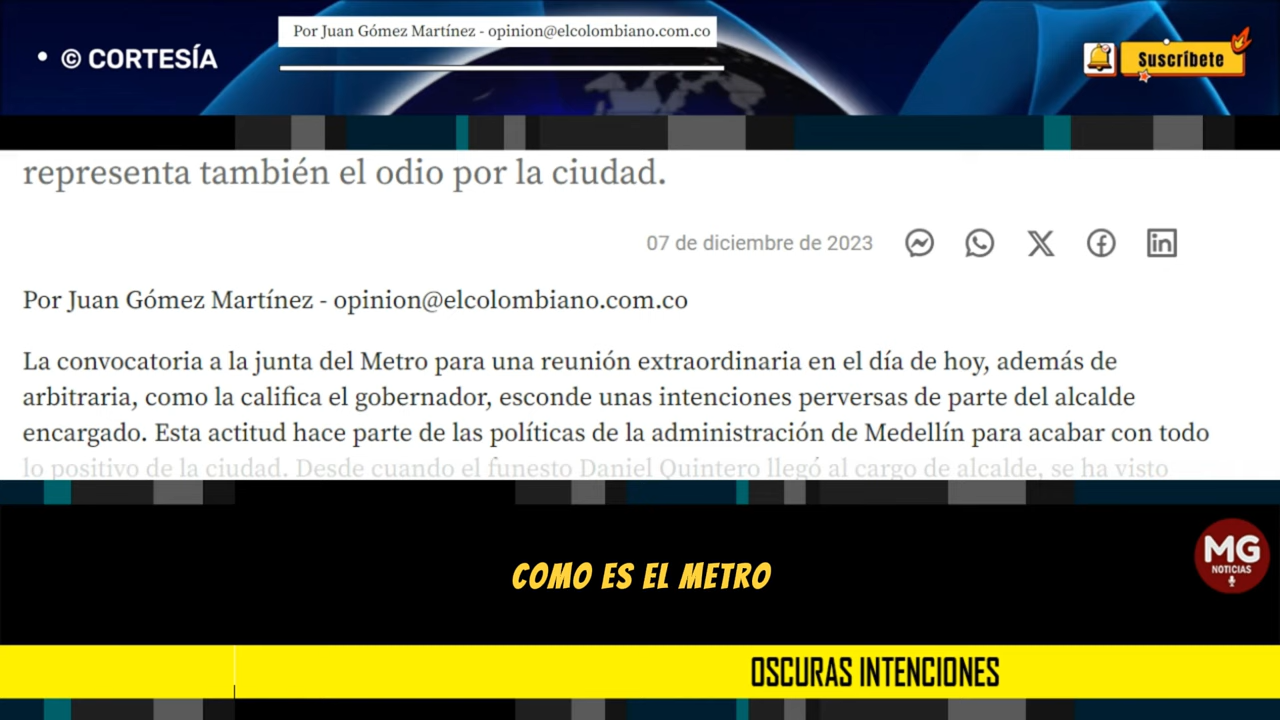 Por Juan Gómez Martínez - opinion@elcolombiano.com.co
• © CORTESÍA
Suscríbete
representa también el odio por la ciudad.
07 de diciembre de 2023
Por Juan Gómez Martínez - opinion@elcolombiano.com.co
La convocatoria a la junta del Metro para una reunión extraordinaria en el día de hoy, además de
arbitraria, como la califica el gobernador, esconde unas intenciones perversas de parte del alcalde
encargado. Esta actitud hace parte de las políticas de la administración de Medellín para acabar con todo
lo positivo de la ciudad. Desde cuando el funesto Daniel Quintero llegó al cargo de alcalde, se ha visto
COMO ES EL METRO
MG
NOTICIAS
OSCURAS INTENCIONES